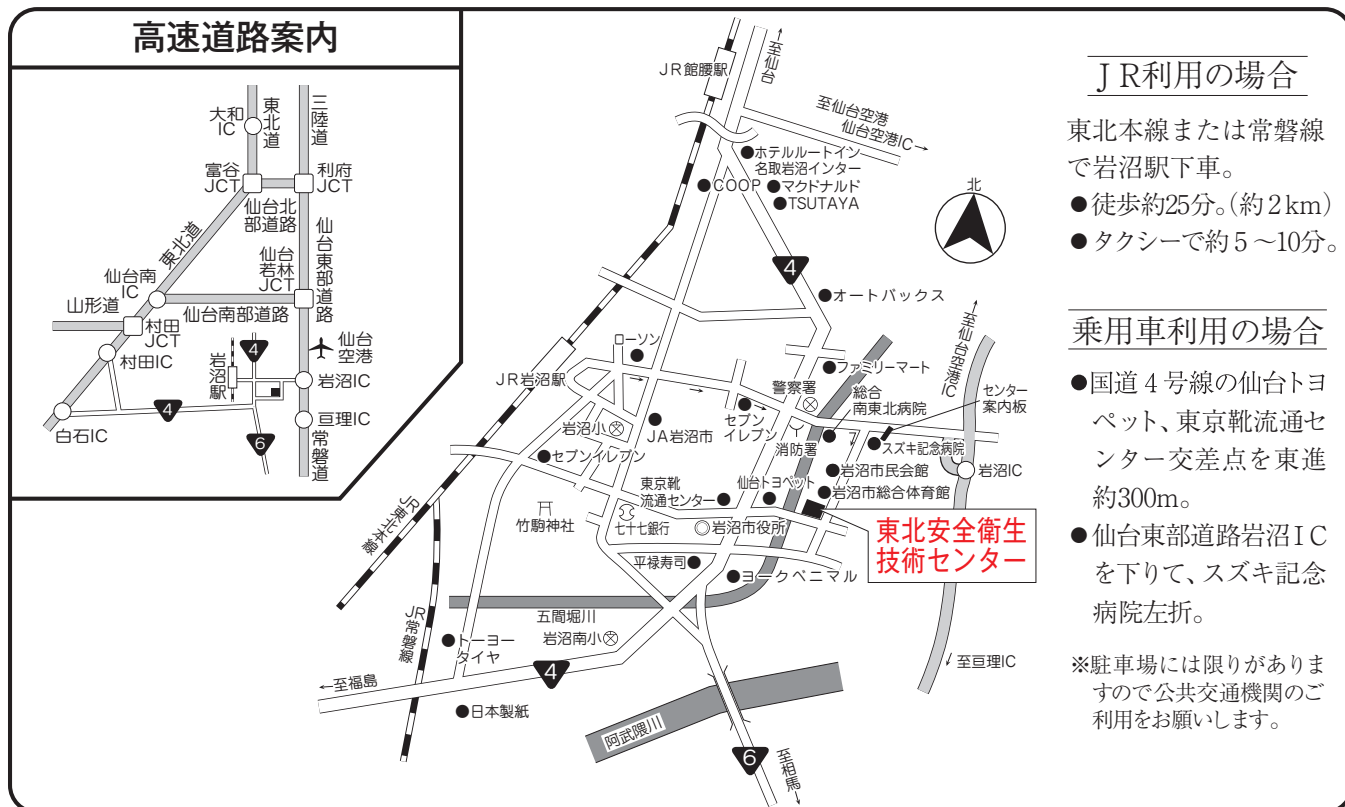 高速道路案内
三陸道
東北道
大和
IC
富谷
JCT
利府
JCT
仙台北
部道路
東北道
仙台東部道路
仙台
若林
JCT
仙台南
IC
山形道
仙台南部道路
村田
JCT
村田IC
仙台
空港
4
岩沼駅
岩沼IC
4
6
亘理IC
白石IC
常磐道
至仙台
JR館腰駅
至仙台空港
仙台空港IC
ホテルルートイン
名取岩沼インター
COOP
マクドナルド
TSUTAYA
北
4
オートバックス
至仙台空港IC
ローソン
JR岩沼駅
ファミリーマート
警察署
総合
南東北病院
センター
案内板
セブン
イレブン
岩沼小
JA岩沼市
消防署
スズキ記念病院
セブンイレブン
岩沼市民会館
岩沼IC
東京靴
流通センター
仙台トヨペット
岩沼市総合体育館
竹駒神社
七十七銀行
岩沼市役所
東北安全衛生
技術センター
JR東北本線
平禄寿司
ヨークベニマル
JR常磐線
五間堀川
岩沼南小
トーヨー
タイヤ
4
至亘理IC
←至福島
日本製紙
阿武隈川
6
至相馬
JR利用の場合
東北本線または常磐線
で岩沼駅下車。
●徒歩約25分。(約2km)
●タクシーで約5〜10分。
乗用車利用の場合
●国道4号線の仙台トヨ
ペット、東京靴流通セ
ンター交差点を東進
約300m。
●仙台東部道路岩沼IC
を下りて、スズキ記念
病院左折。
※駐車場には限りがありま
すので公共交通機関のご
利用をお願いします。